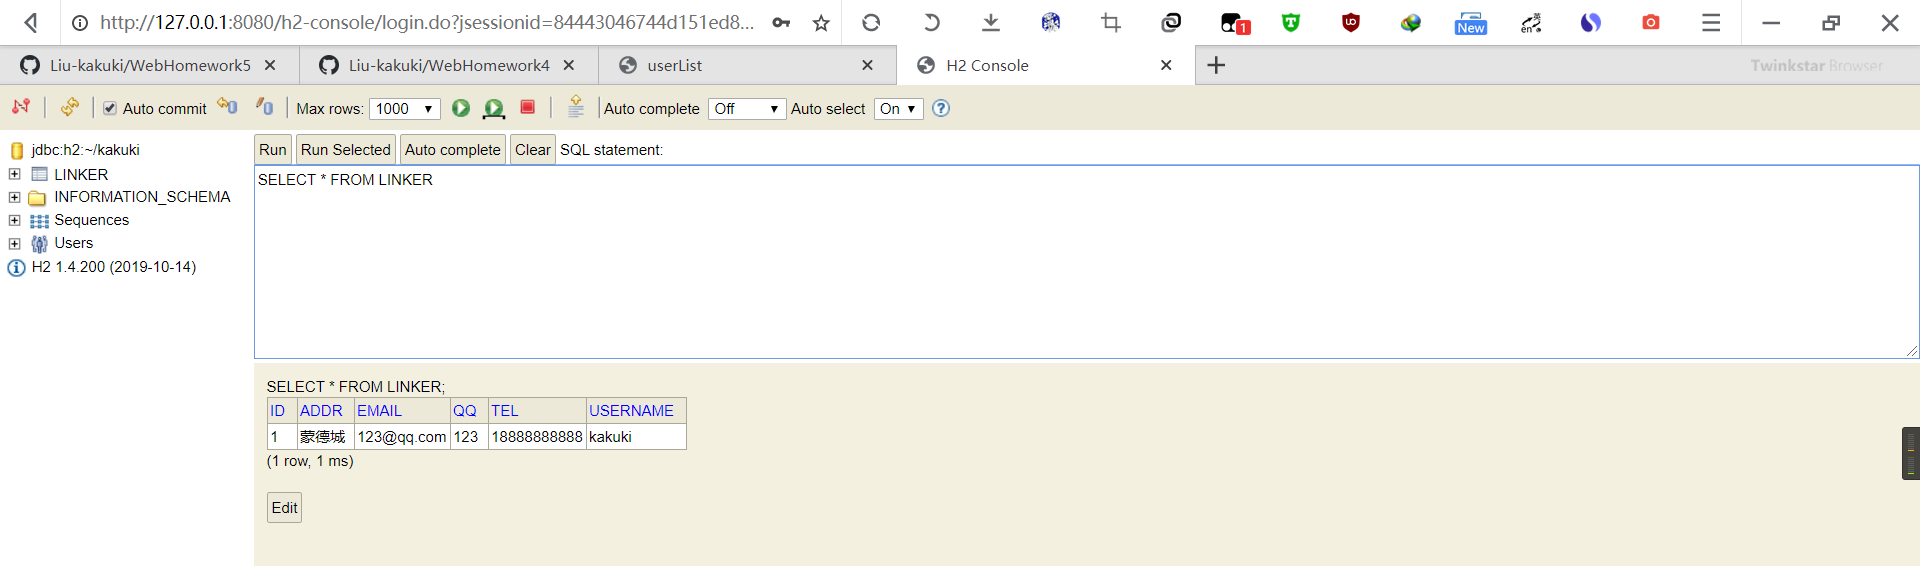 http://127.0.0.1:8080/h2-console/login.do?jsessionid=84443046744d151ed8...
1
New
英
én
Liu-kakuki/WebHomework5
Liu-kakuki/WebHomework4
userList
H2 Console
Twinkstar Browser
Auto commit
Max rows: 1000
Auto complete Off
Auto select On
jdbc:h2:~/kakuki
LINKER
INFORMATION_SCHEMA
Sequences
Users
H2 1.4.200 (2019-10-14)
Run Run Selected Auto complete Clear SQL statement:
SELECT * FROM LINKER
SELECT * FROM LINKER;
ID ADDR EMAIL QQ TEL USERNAME
1 蒙德城 123@qq.com 123 18888888888 kakuki
(1 row, 1 ms)
Edit